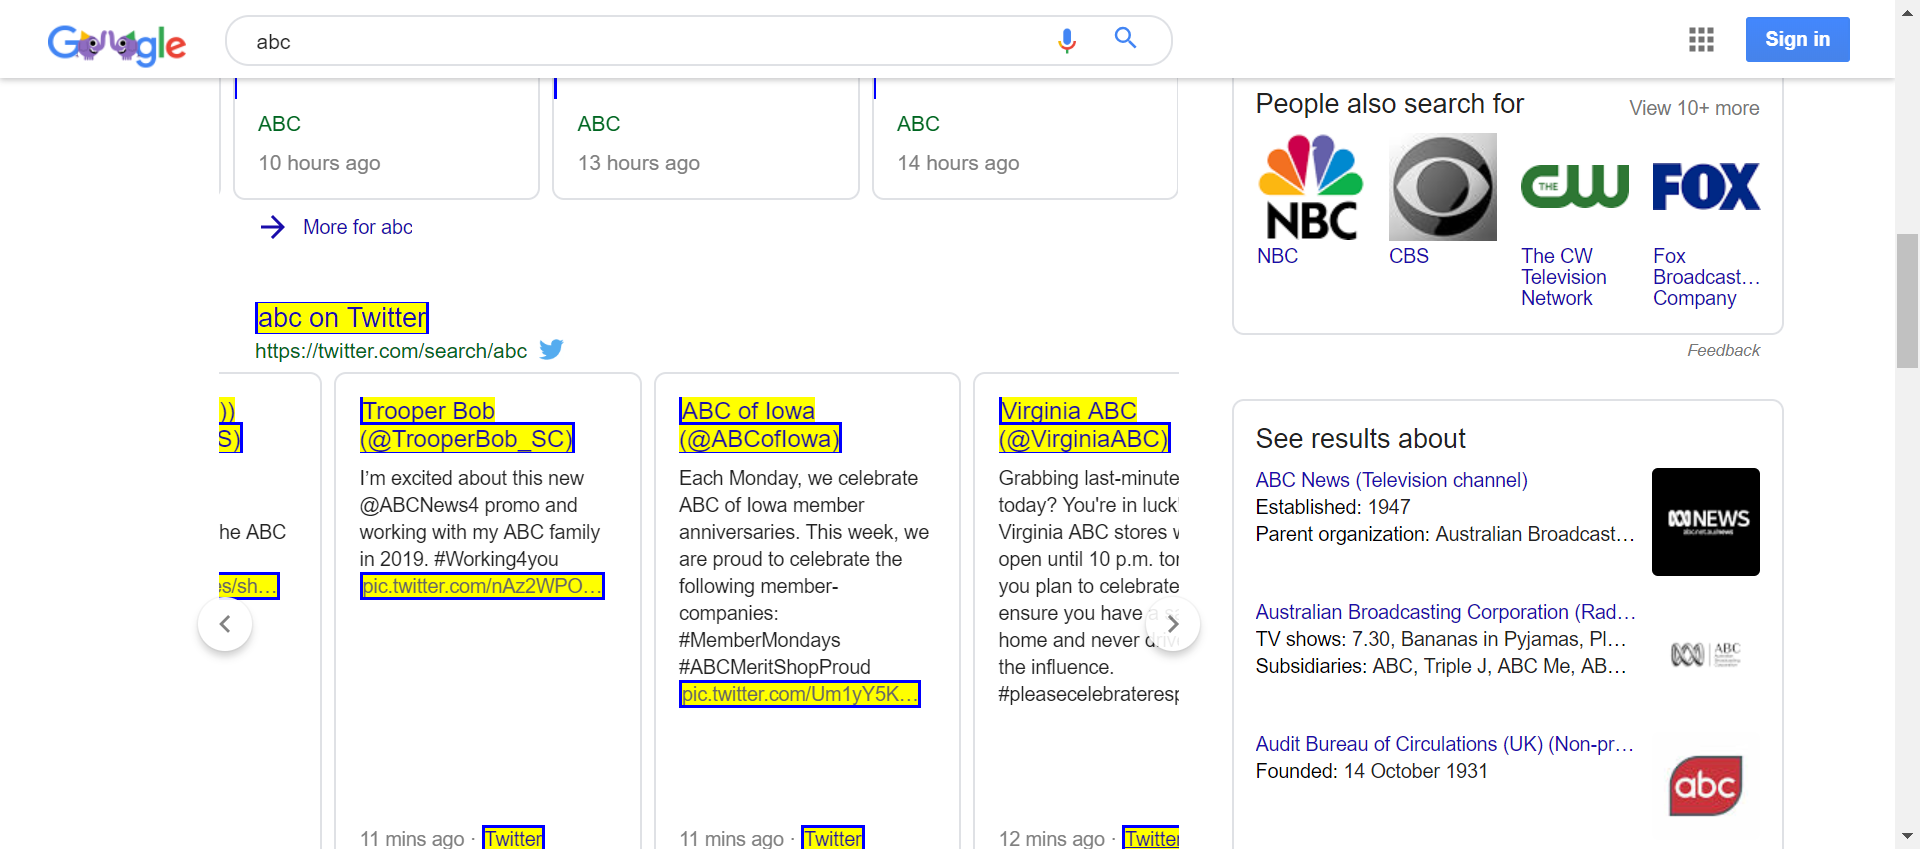 Google
abc
Sign in
ABC
10 hours ago
ABC
13 hours ago
ABC
14 hours ago
More for abc
abc on Twitter
https://twitter.com/search/abc
))
S)
he ABC
es/sh...
Trooper Bob
(@TrooperBob_SC)
I'm excited about this new
@ABCNews4 promo and
working with my ABC family
in 2019. #Working4you
pic.twitter.com/nAz2WPO...
11 mins ago · Twitter
ABC of Iowa
(@ABCofIowa)
Each Monday, we celebrate
ABC of Iowa member
anniversaries. This week, we
are proud to celebrate the
following member-
companies:
#MemberMondays
#ABCMeritShopProud
pic.twitter.com/Um1yY5K...
11 mins ago · Twitter
Virginia ABC
(@VirginiaABC)
Grabbing last-minute
today? You're in luck!
Virginia ABC stores w
open until 10 p.m. tor
you plan to celebrate
ensure you have a sa
home and never driv
the influence.
#pleasecelebrateresp
12 mins ago · Twitter
People also search for
View 10+ more
NBC
NBC
CBS
THE CW
The CW
Television
Network
FOX
Fox
Broadcast...
Company
Feedback
See results about
ABC News (Television channel)
Established: 1947
Parent organization: Australian Broadcast...
NEWS
Australian Broadcasting Corporation (Rad...
TV shows: 7.30, Bananas in Pyjamas, Pl...
Subsidiaries: ABC, Triple J, ABC Me, AB...
ABC
Audit Bureau of Circulations (UK) (Non-pr...
Founded: 14 October 1931
abc